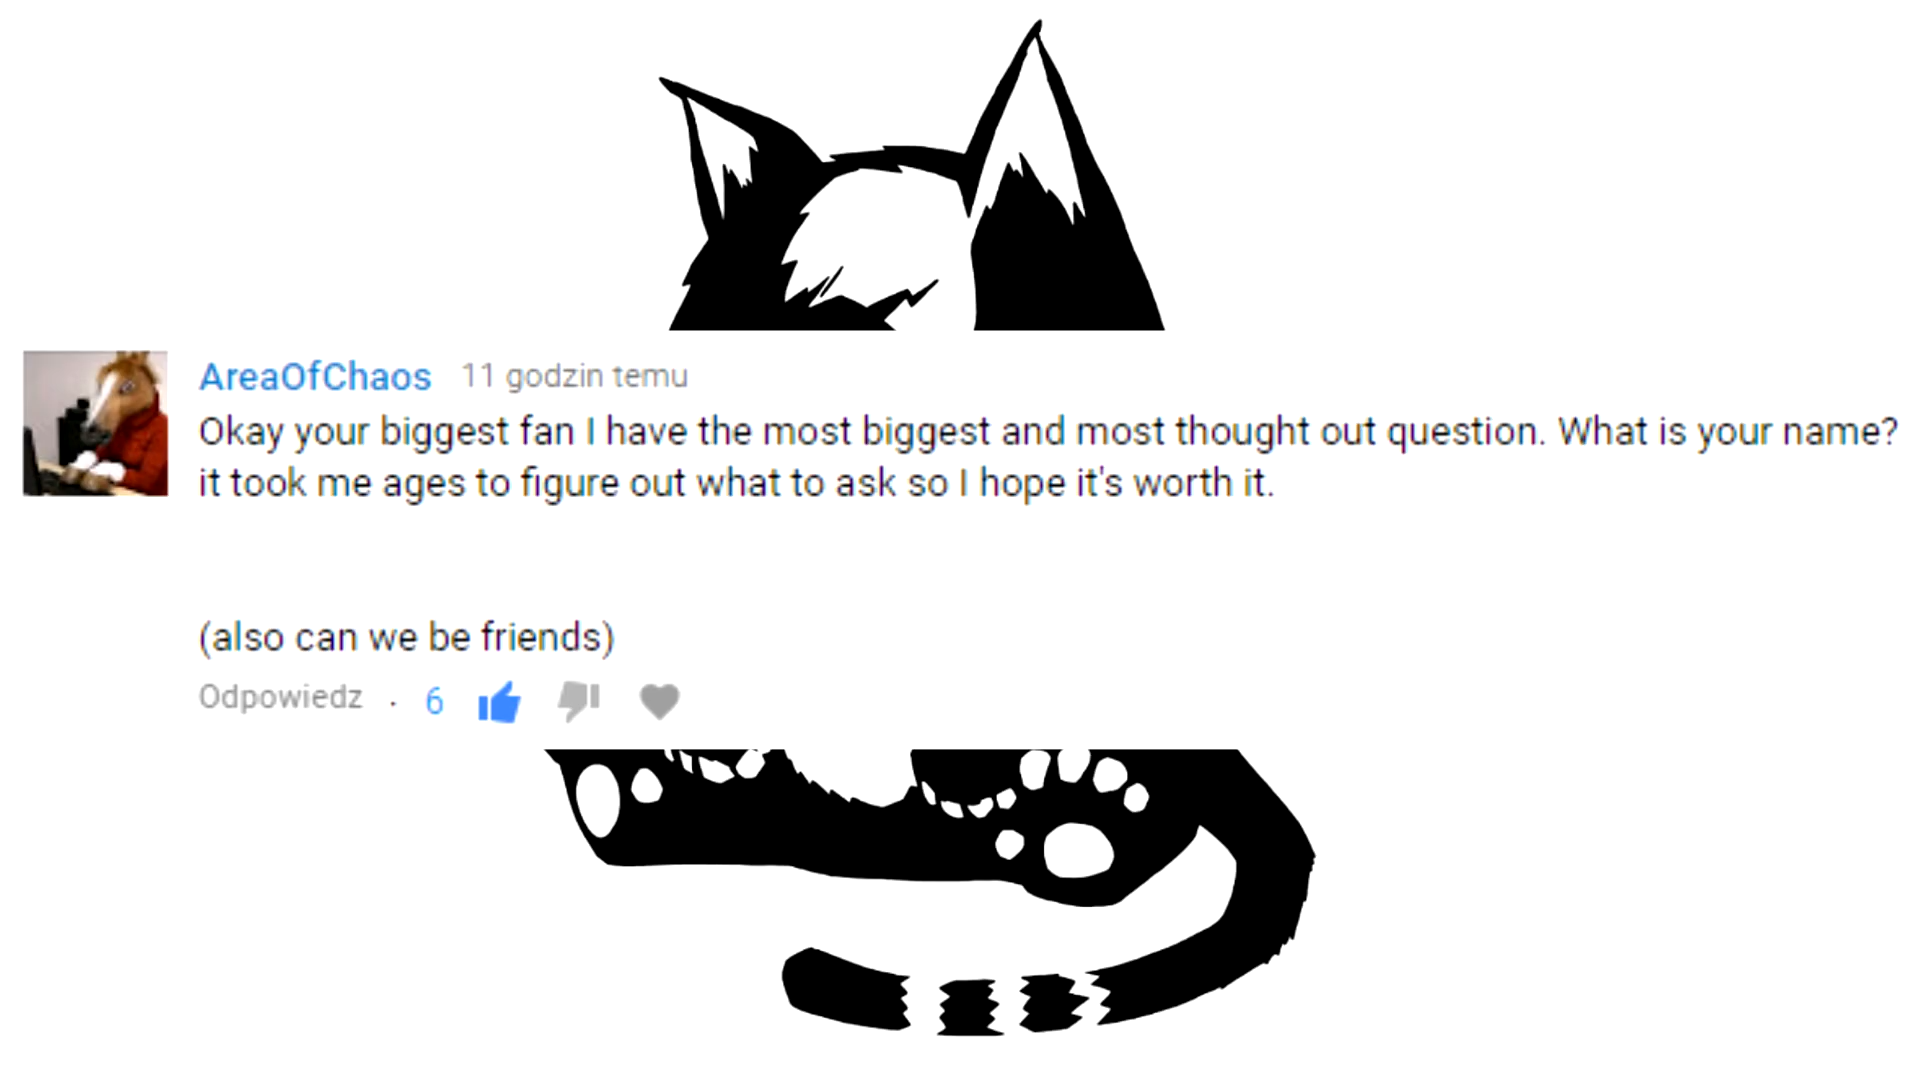 AreaOfChaos 11 godzin temu
Okay your biggest fan I have the most biggest and most thought out question. What is your name?
it took me ages to figure out what to ask so I hope it's worth it.
(also can we be friends)
Odpowiedz · 6